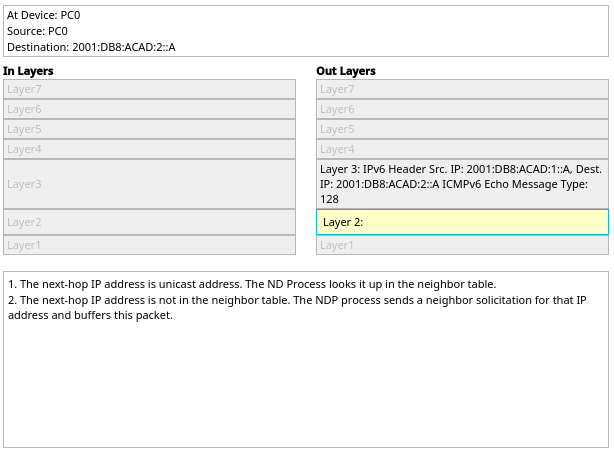 At Device: PC0
Source: PC0
Destination: 2001:DB8:ACAD:2::A
In Layers
Layer7
Layer6
Layer5
Layer4
Layer3
Layer2
Layer1
Out Layers
Layer7
Layer6
Layer5
Layer4
Layer 3: IPv6 Header Src. IP: 2001:DB8:ACAD:1::A, Dest.
IP: 2001:DB8:ACAD:2::A ICMPv6 Echo Message Type:
128
Layer 2:
Layer1
1. The next-hop IP address is unicast address. The ND Process looks it up in the neighbor table.
2. The next-hop IP address is not in the neighbor table. The NDP process sends a neighbor solicitation for that IP
address and buffers this packet.